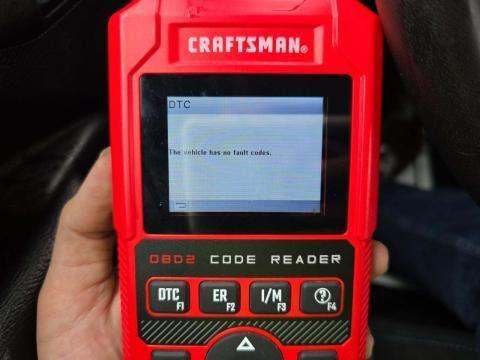 CRAFTSMAN®
DTC
The vehicle has no fault codes.
OBD2 CODE READER
DTC F1 ER F2 I/M F3 ? F4